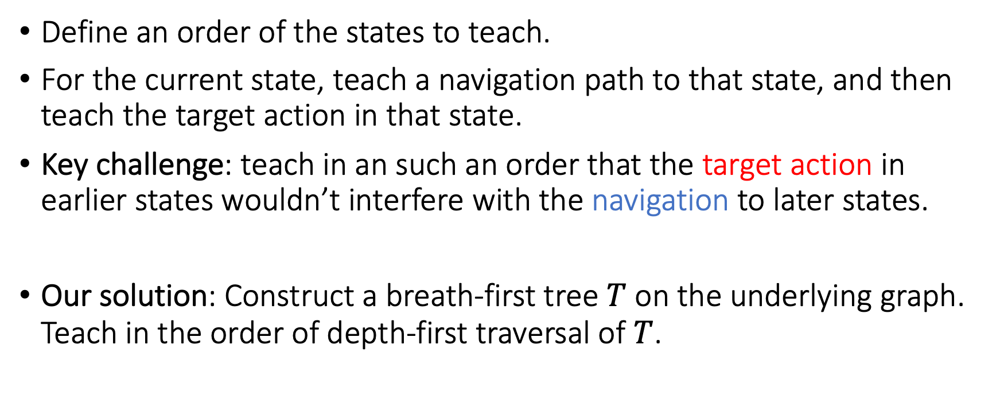 • Define an order of the states to teach.
• For the current state, teach a navigation path to that state, and then
teach the target action in that state.
• Key challenge: teach in an such an order that the target action in
earlier states wouldn’t interfere with the navigation to later states.
• Our solution: Construct a breath-first tree T on the underlying graph.
Teach in the order of depth-first traversal of T.